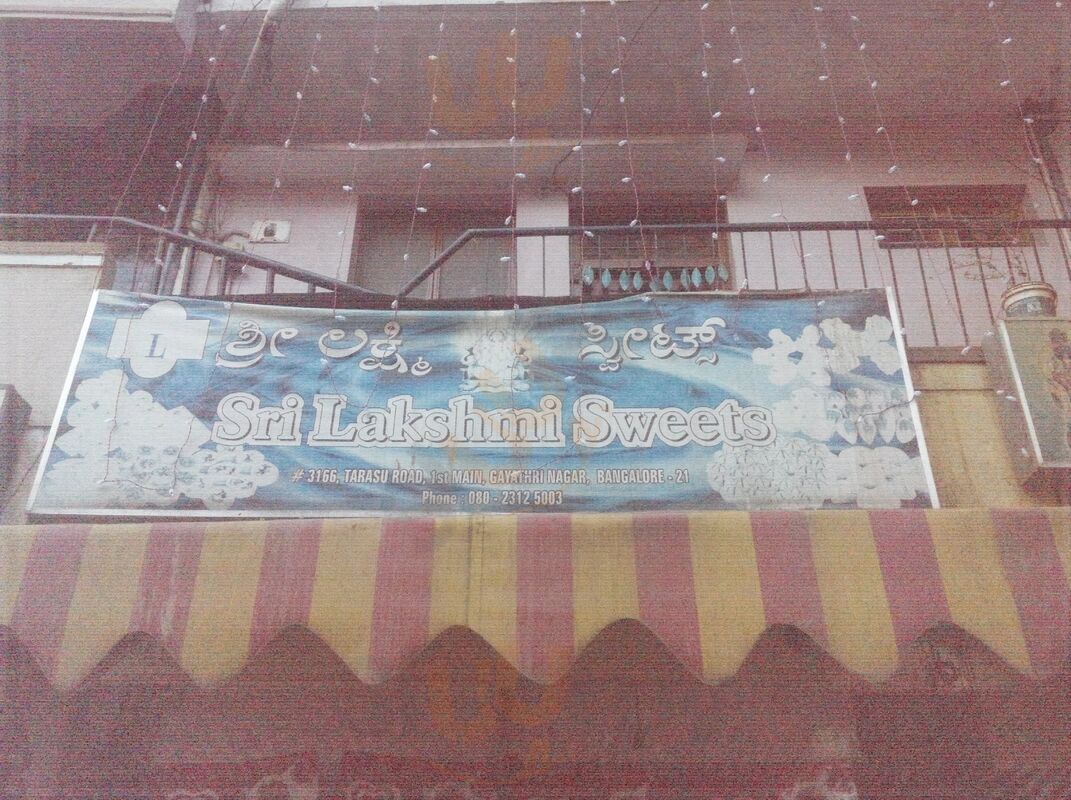 L
ಶ್ರೀ ಲಕ್ಷ್ಮಿ ಸ್ವೀಟ್ಸ್
Sri Lakshmi Sweets
# 3166, TARASU ROAD, 1st MAIN, GAYATHRI NAGAR, BANGALORE - 21
Phone : 080 - 2312 5003